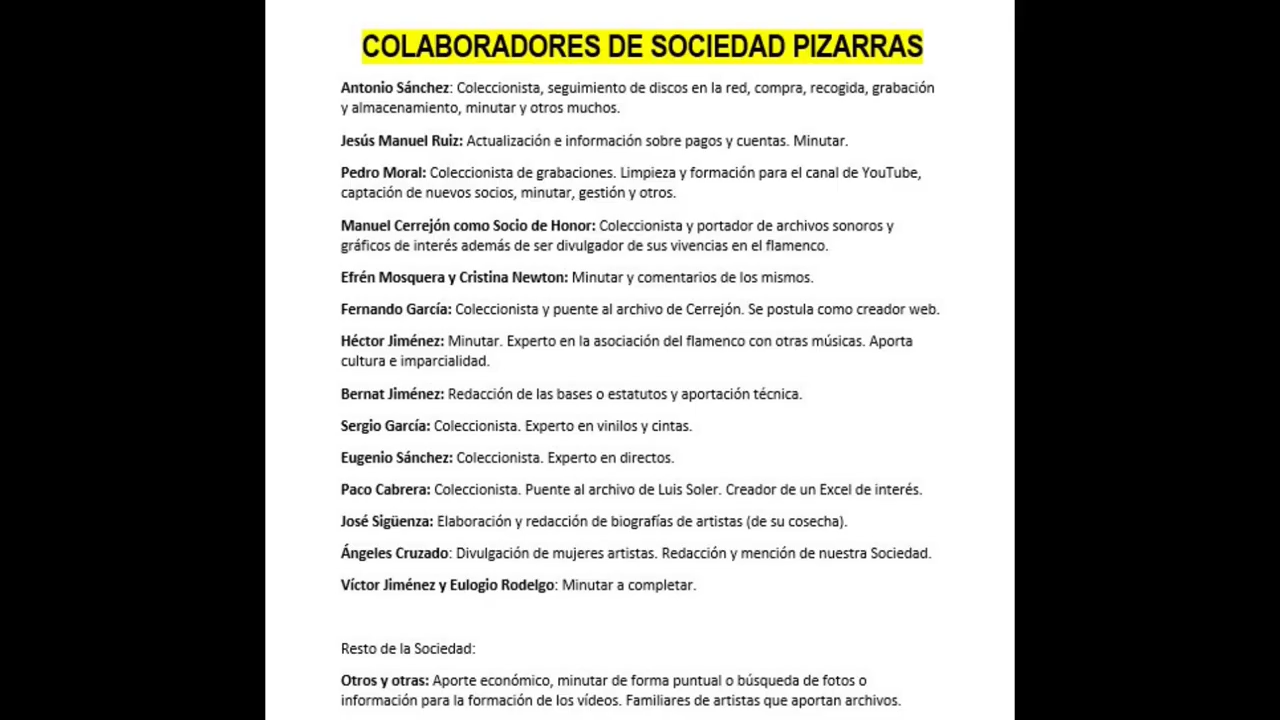 COLABORADORES DE SOCIEDAD PIZARRAS
Antonio Sánchez: Coleccionista, seguimiento de discos en la red, compra, recogida, grabación
y almacenamiento, minutar y otros muchos.
Jesús Manuel Ruiz: Actualización e información sobre pagos y cuentas. Minutar.
Pedro Moral: Coleccionista de grabaciones. Limpieza y formación para el canal de YouTube,
captación de nuevos socios, minutar, gestión y otros.
Manuel Cerrejón como Socio de Honor: Coleccionista y portador de archivos sonoros y
gráficos de interés además de ser divulgador de sus vivencias en el flamenco.
Efrén Mosquera y Cristina Newton: Minutar y comentarios de los mismos.
Fernando García: Coleccionista y puente al archivo de Cerrejón. Se postula como creador web.
Héctor Jiménez: Minutar. Experto en la asociación del flamenco con otras músicas. Aporta
cultura e imparcialidad.
Bernat Jiménez: Redacción de las bases o estatutos y aportación técnica.
Sergio García: Coleccionista. Experto en vinilos y cintas.
Eugenio Sánchez: Coleccionista. Experto en directos.
Paco Cabrera: Coleccionista. Puente al archivo de Luis Soler. Creador de un Excel de interés.
José Sigüenza: Elaboración y redacción de biografías de artistas (de su cosecha).
Ángeles Cruzado: Divulgación de mujeres artistas. Redacción y mención de nuestra Sociedad.
Víctor Jiménez y Eulogio Rodelgo: Minutar a completar.
Resto de la Sociedad:
Otros y otras: Aporte económico, minutar de forma puntual o búsqueda de fotos o
información para la formación de los vídeos. Familiares de artistas que aportan archivos.